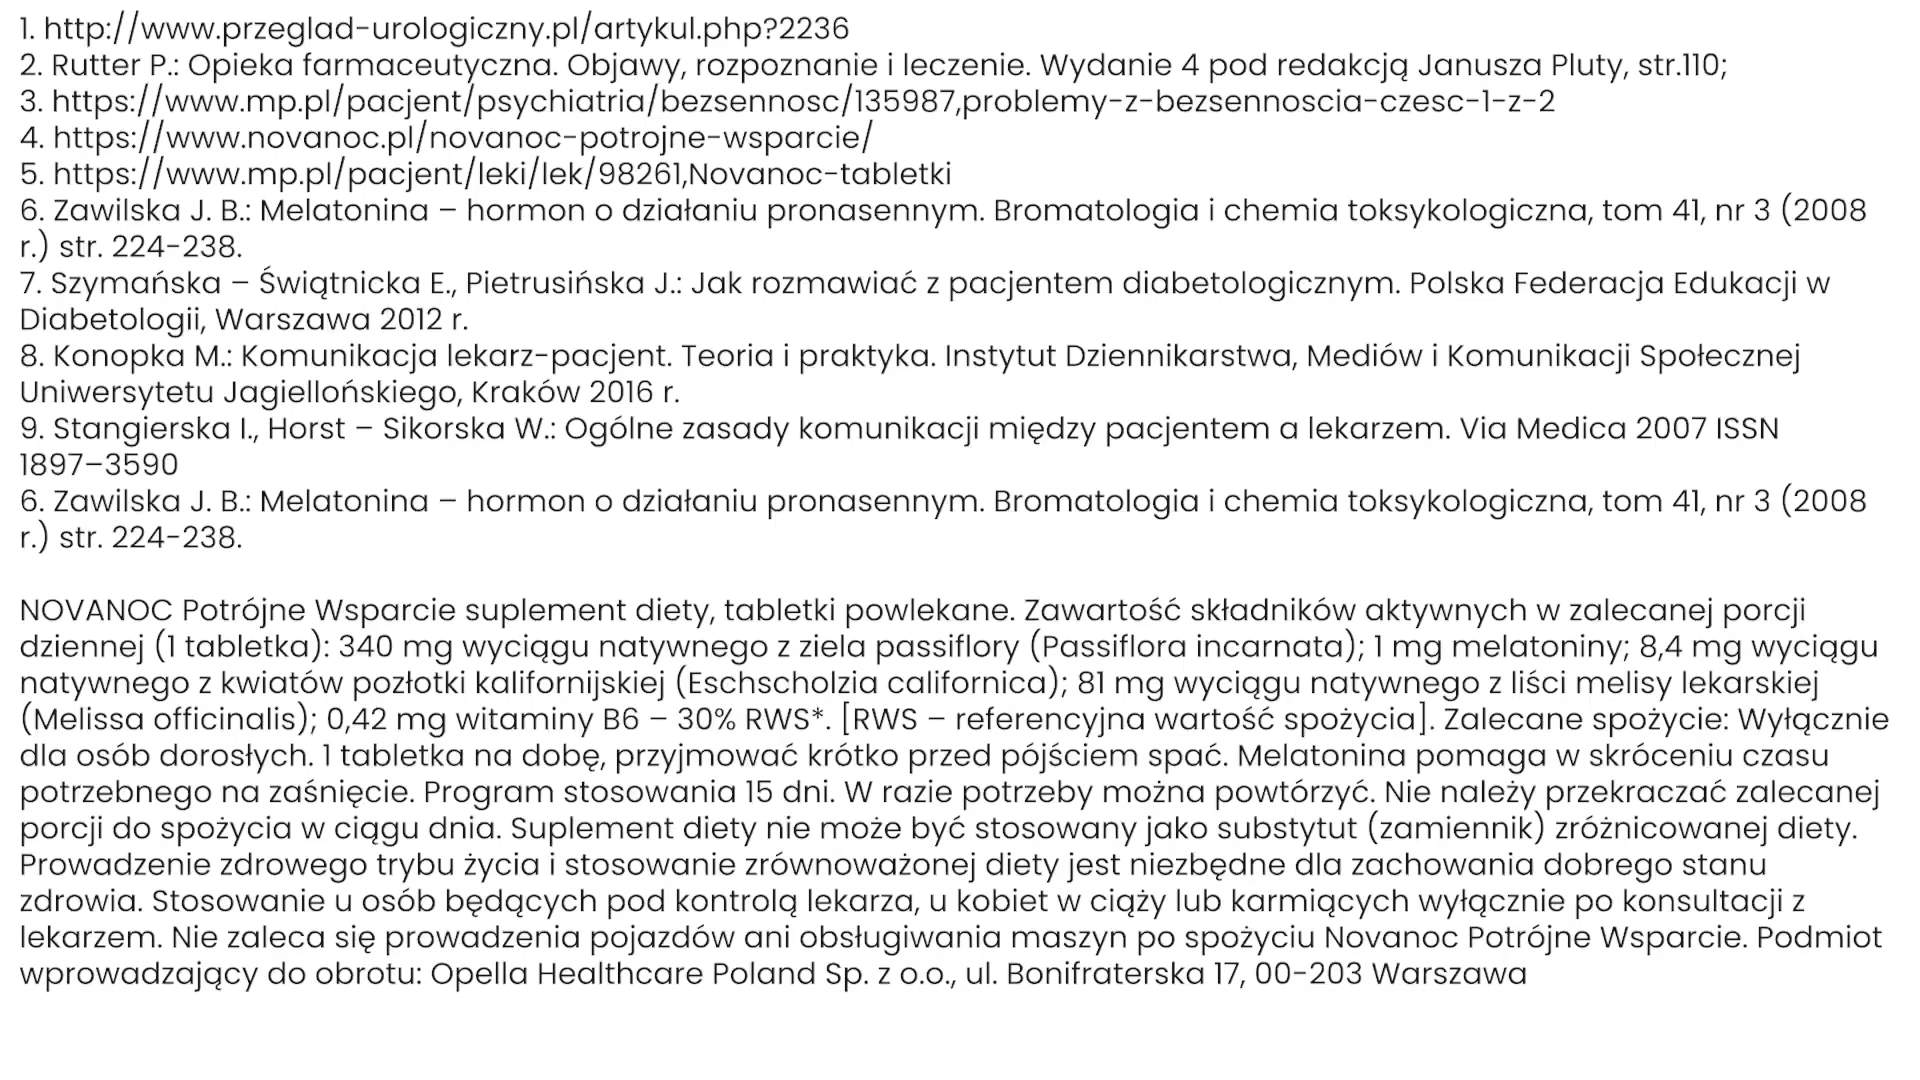 1. http://www.przeglad-urologiczny.pl/artykul.php?2236
2. Rutter P.: Opieka farmaceutyczna. Objawy, rozpoznanie i leczenie. Wydanie 4 pod redakcją Janusza Pluty, str.110;
3. https://www.mp.pl/pacjent/psychiatria/bezsennosc/135987,problemy-z-bezsennoscia-czesc-1-z-2
4. https://www.novanoc.pl/novanoc-potrojne-wsparcie/
5. https://www.mp.pl/pacjent/leki/lek/98261,Novanoc-tabletki
6. Zawilska J. B.: Melatonina – hormon o działaniu pronasennym. Bromatologia i chemia toksykologiczna, tom 41, nr 3 (2008
r.) str. 224-238.
7. Szymańska – Świątnicka E., Pietrusińska J.: Jak rozmawiać z pacjentem diabetologicznym. Polska Federacja Edukacji w
Diabetologii, Warszawa 2012 r.
8. Konopka M.: Komunikacja lekarz-pacjent. Teoria i praktyka. Instytut Dziennikarstwa, Mediów i Komunikacji Społecznej
Uniwersytetu Jagiellońskiego, Kraków 2016 r.
9. Stangierska I., Horst – Sikorska W.: Ogólne zasady komunikacji między pacjentem a lekarzem. Via Medica 2007 ISSN
1897–3590
6. Zawilska J. B.: Melatonina – hormon o działaniu pronasennym. Bromatologia i chemia toksykologiczna, tom 41, nr 3 (2008
r.) str. 224-238.
NOVANOC Potrójne Wsparcie suplement diety, tabletki powlekane. Zawartość składników aktywnych w zalecanej porcji
dziennej (1 tabletka): 340 mg wyciągu natywnego z ziela passiflory (Passiflora incarnata); 1 mg melatoniny; 8,4 mg wyciągu
natywnego z kwiatów pozłotki kalifornijskiej (Eschscholzia californica); 81 mg wyciągu natywnego z liści melisy lekarskiej
(Melissa officinalis); 0,42 mg witaminy B6 – 30% RWS*. [RWS – referencyjna wartość spożycia]. Zalecane spożycie: Wyłącznie
dla osób dorosłych. 1 tabletka na dobę, przyjmować krótko przed pójściem spać. Melatonina pomaga w skróceniu czasu
potrzebnego na zaśnięcie. Program stosowania 15 dni. W razie potrzeby można powtórzyć. Nie należy przekraczać zalecanej
porcji do spożycia w ciągu dnia. Suplement diety nie może być stosowany jako substytut (zamiennik) zróżnicowanej diety.
Prowadzenie zdrowego trybu życia i stosowanie zrównoważonej diety jest niezbędne dla zachowania dobrego stanu
zdrowia. Stosowanie u osób będących pod kontrolą lekarza, u kobiet w ciąży lub karmiących wyłącznie po konsultacji z
lekarzem. Nie zaleca się prowadzenia pojazdów ani obsługiwania maszyn po spożyciu Novanoc Potrójne Wsparcie. Podmiot
wprowadzający do obrotu: Opella Healthcare Poland Sp. z o.o., ul. Bonifraterska 17, 00-203 Warszawa